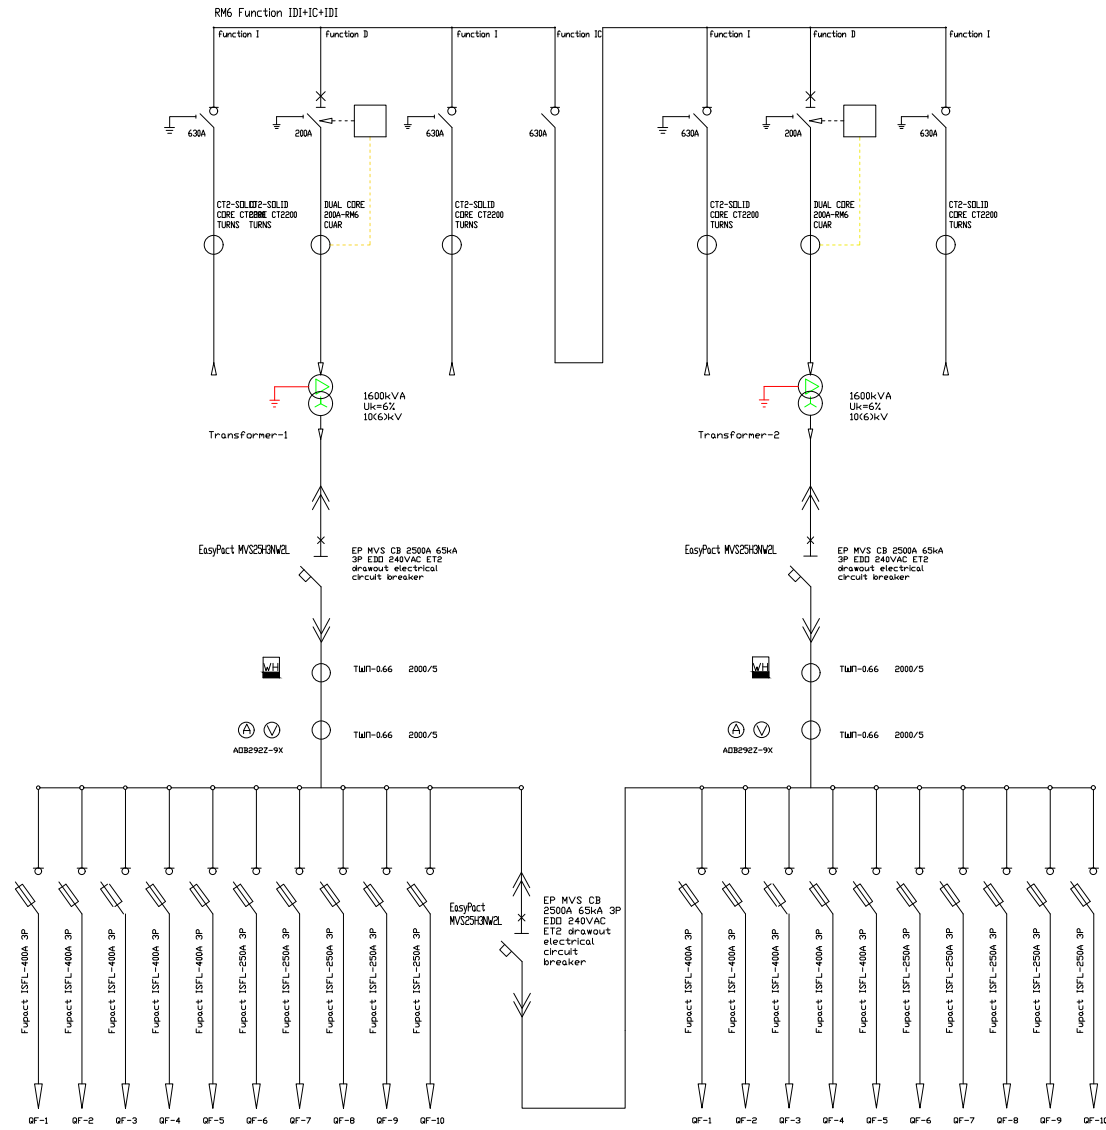 RM6 Function IDI+IC+IDI
function I
function D
function I
function IC
function I
function D
function I
630A
200A
630A
630A
630A
200A
630A
CT2-SOLID
CORE CT2200
TURNS
CT2-SOLID
CORE CT2200
TURNS
DUAL CORE
200A-RM6
CUAR
CT2-SOLID
CORE CT2200
TURNS
CT2-SOLID
CORE CT2200
TURNS
DUAL CORE
200A-RM6
CUAR
CT2-SOLID
CORE CT2200
TURNS
1600kVA
Uk=6%
10(6)kV
Transformer-1
1600kVA
Uk=6%
10(6)kV
Transformer-2
EasyPact MVS25H3NW2L
EP MVS CB 2500A 65kA
3P EDO 240VAC ET2
drawout electrical
circuit breaker
EasyPact MVS25H3NW2L
EP MVS CB 2500A 65kA
3P EDO 240VAC ET2
drawout electrical
circuit breaker
WH
ТШП-0.66 2000/5
WH
ТШП-0.66 2000/5
A V
AOB292Z-9X
ТШП-0.66 2000/5
A V
AOB292Z-9X
ТШП-0.66 2000/5
Fupact ISFL-400A 3P
Fupact ISFL-400A 3P
Fupact ISFL-400A 3P
Fupact ISFL-400A 3P
Fupact ISFL-400A 3P
Fupact ISFL-250A 3P
Fupact ISFL-250A 3P
Fupact ISFL-250A 3P
Fupact ISFL-250A 3P
Fupact ISFL-250A 3P
EasyPact
MVS25H3NW2L
EP MVS CB
2500A 65kA 3P
EDO 240VAC
ET2 drawout
electrical
circuit
breaker
Fupact ISFL-400A 3P
Fupact ISFL-400A 3P
Fupact ISFL-400A 3P
Fupact ISFL-400A 3P
Fupact ISFL-400A 3P
Fupact ISFL-250A 3P
Fupact ISFL-250A 3P
Fupact ISFL-250A 3P
Fupact ISFL-250A 3P
Fupact ISFL-250A 3P
QF-1
QF-2
QF-3
QF-4
QF-5
QF-6
QF-7
QF-8
QF-9
QF-10
QF-1
QF-2
QF-3
QF-4
QF-5
QF-6
QF-7
QF-8
QF-9
QF-10